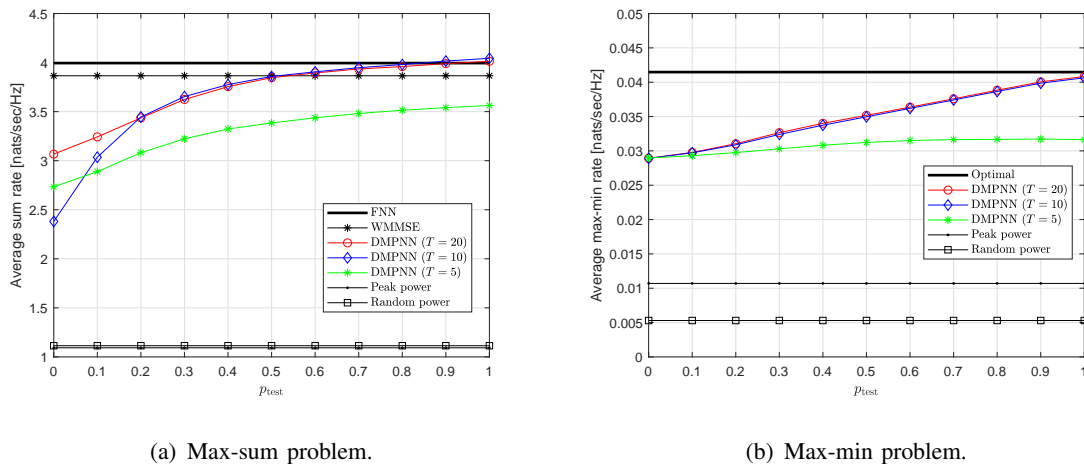 4.5
4
3.5
3
2.5
2
1.5
1
Average sum rate [nats/sec/Hz]
0 0.1 0.2 0.3 0.4 0.5 0.6 0.7 0.8 0.9 1
p_test
FNN
WMMSE
DMPNN (T = 20)
DMPNN (T = 10)
DMPNN (T = 5)
Peak power
Random power
(a) Max-sum problem.
0.05
0.045
0.04
0.035
0.03
0.025
0.02
0.015
0.01
0.005
0
Average max-min rate [nats/sec/Hz]
0 0.1 0.2 0.3 0.4 0.5 0.6 0.7 0.8 0.9 1
p_test
Optimal
DMPNN (T = 20)
DMPNN (T = 10)
DMPNN (T = 5)
Peak power
Random power
(b) Max-min problem.